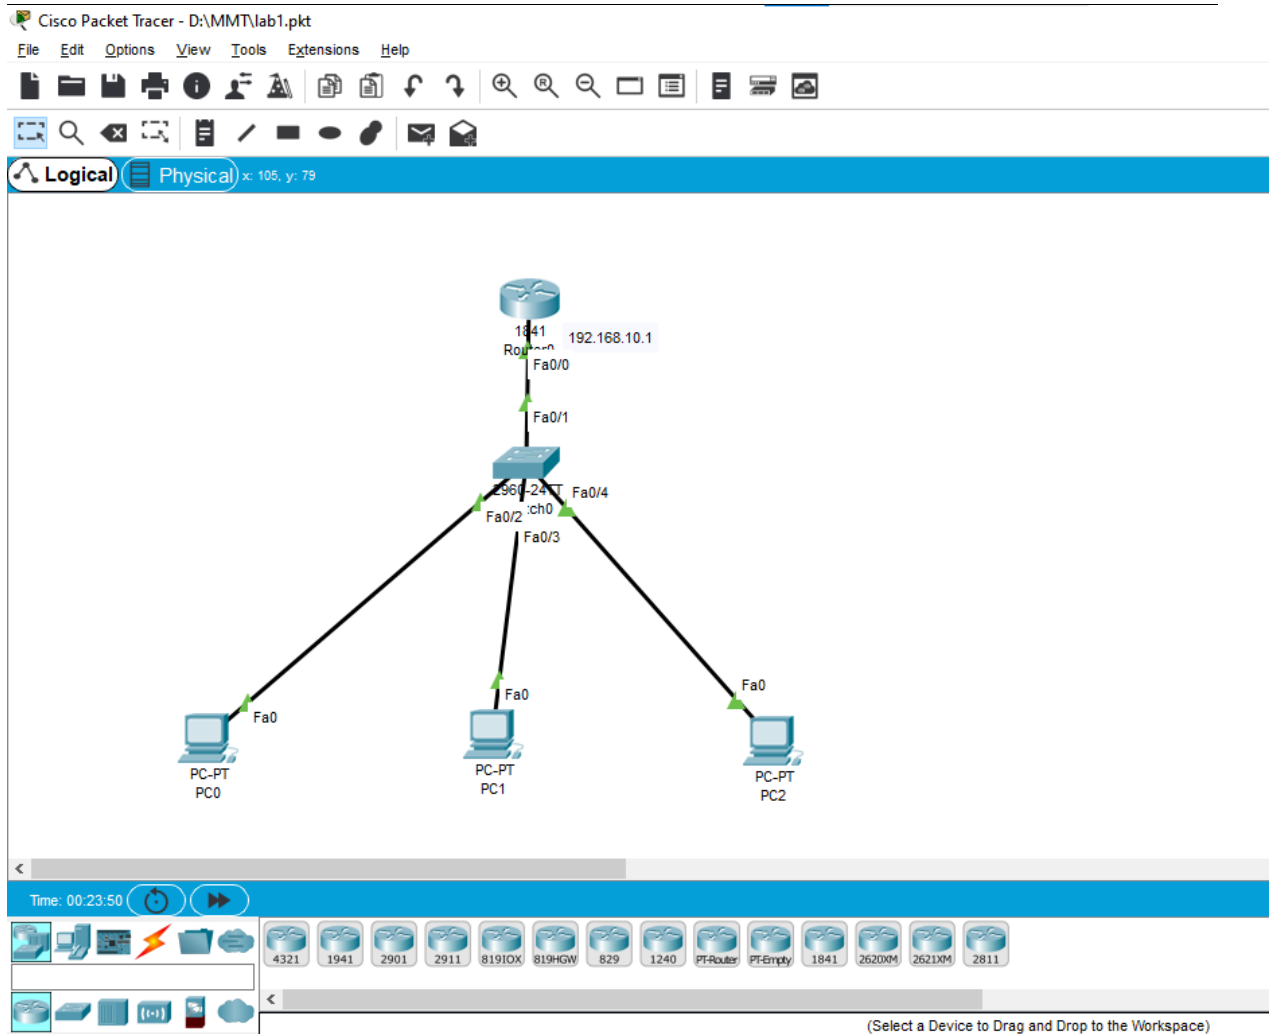 Cisco Packet Tracer - D:\MMT\lab1.pkt
File Edit Options View Tools Extensions Help
Logical Physical x: 105, y: 79
1841
192.168.10.1
Fa0/0
Fa0/1
Fa0/4
Fa0/2
Fa0/3
Fa0
Fa0
Fa0
PC-PT
PC0
PC-PT
PC1
PC-PT
PC2
Time: 00:23:50
4321 1941 2901 2911 819IOX 819HGW 829 1240 PT-Router PT-Empty 1841 2620XM 2621XM 2811
(Select a Device to Drag and Drop to the Workspace)